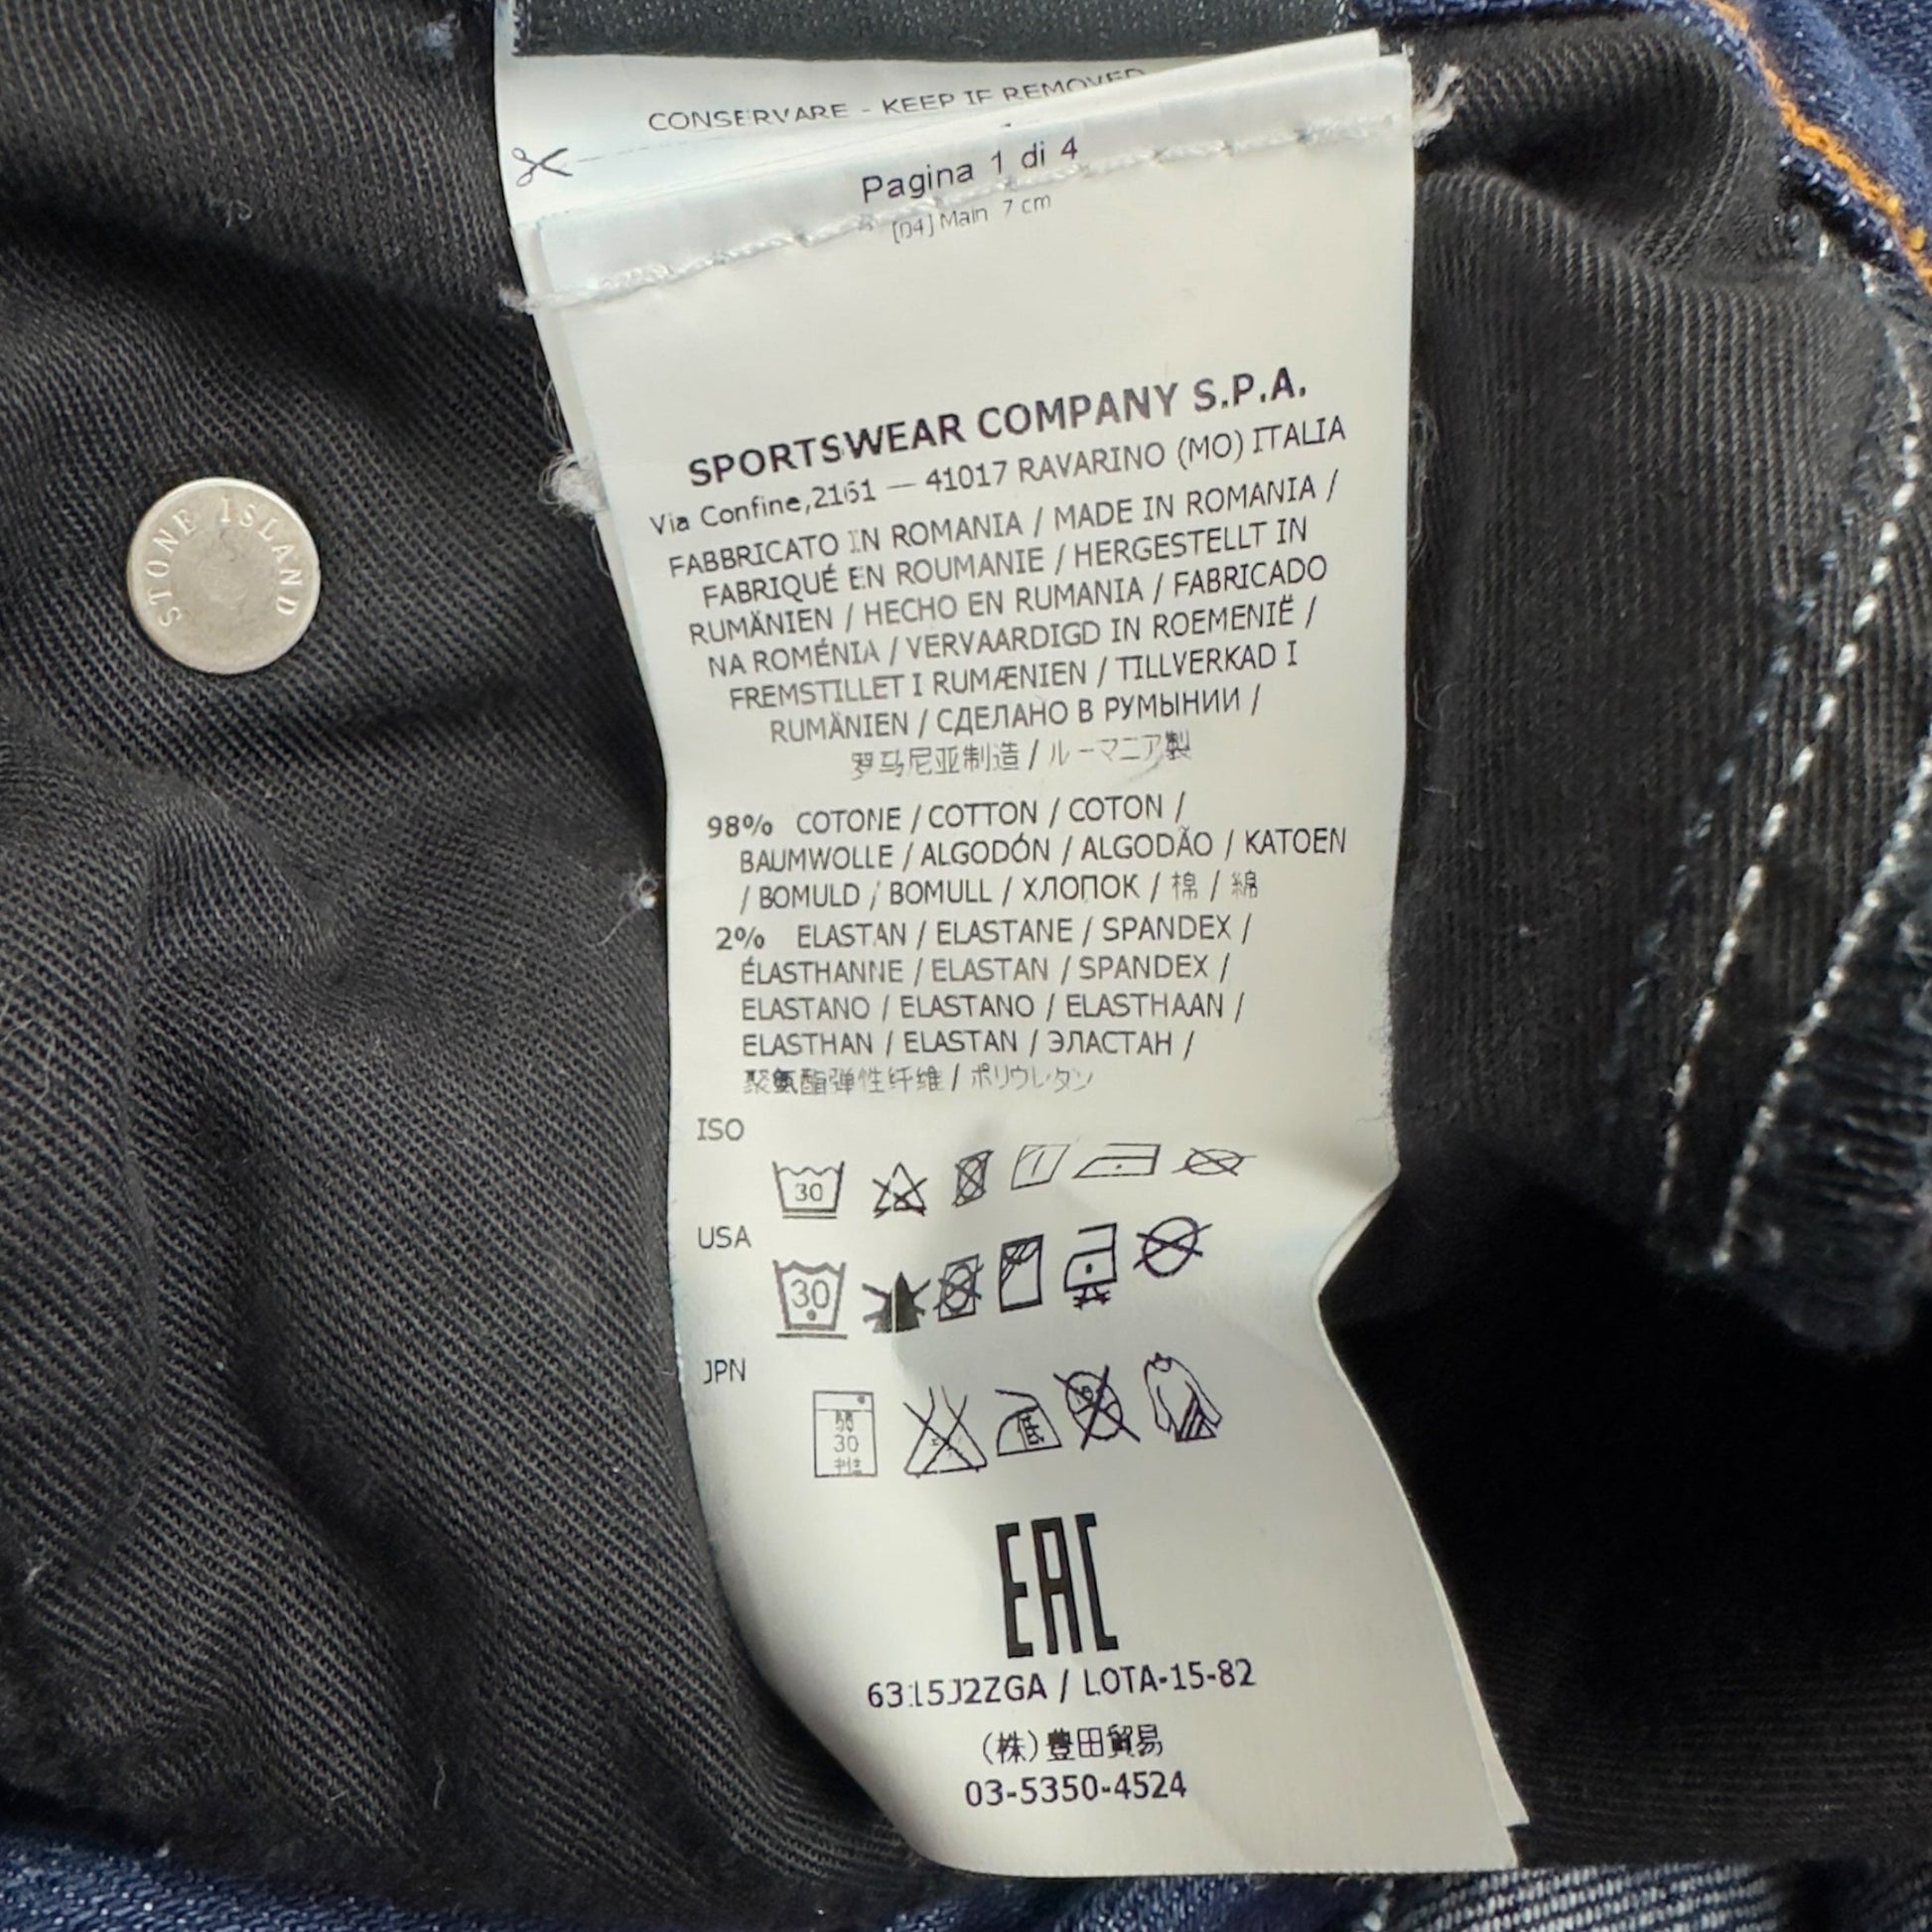 CONSERVARE - KEEP IF REMOVED
Pagina 1 di 4
[04] Main 7 cm
SPORTSWEAR COMPANY S.P.A.
Via Confine,2161 — 41017 RAVARINO (MO) ITALIA
FABBRICATO IN ROMANIA / MADE IN ROMANIA /
FABRIQUÉ EN ROUMANIE / HERGESTELLT IN
RUMÄNIEN / HECHO EN RUMANIA / FABRICADO
NA ROMÉNIA / VERVAARDIGD IN ROEMENIË /
FREMSTILLET I RUMÆNIEN / TILLVERKAD I
RUMÄNIEN / СДЕЛАНО В РУМЫНИИ /
罗马尼亚制造 / ルーマニア製
98% COTONE / COTTON / COTON /
BAUMWOLLE / ALGODÓN / ALGODÃO / KATOEN
/ BOMULD / BOMULL / ХЛОПОК / 棉 / 綿
2% ELASTAN / ELASTANE / SPANDEX /
ÉLASTHANNE / ELASTAN / SPANDEX /
ELASTANO / ELASTANO / ELASTHAAN /
ELASTHAN / ELASTAN / ЭЛАСТАН /
聚氨酯弹性纤维 / ポリウレタン
ISO
30
USA
30
JPN
弱
30
中性
低
EAC
6315J2ZGA / LOTA-15-82
(株)豊田貿易
03-5350-4524
STONE ISLAND